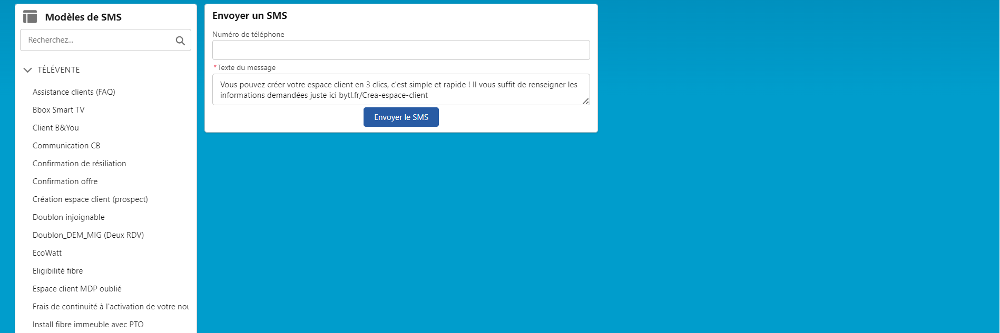 Modèles de SMS
Recherchez...
TÉLÉVENTE
Assistance clients (FAQ)
Bbox Smart TV
Client B&You
Communication CB
Confirmation de résiliation
Confirmation offre
Création espace client (prospect)
Doublon injoignable
Doublon_DEM_MIG (Deux RDV)
EcoWatt
Eligibilité fibre
Espace client MDP oublié
Frais de continuité à l'activation de votre nou
Install fibre immeuble avec PTO
Envoyer un SMS
Numéro de téléphone
*Texte du message
Vous pouvez créer votre espace client en 3 clics, c'est simple et rapide ! Il vous suffit de renseigner les
informations demandées juste ici bytl.fr/Crea-espace-client
Envoyer le SMS